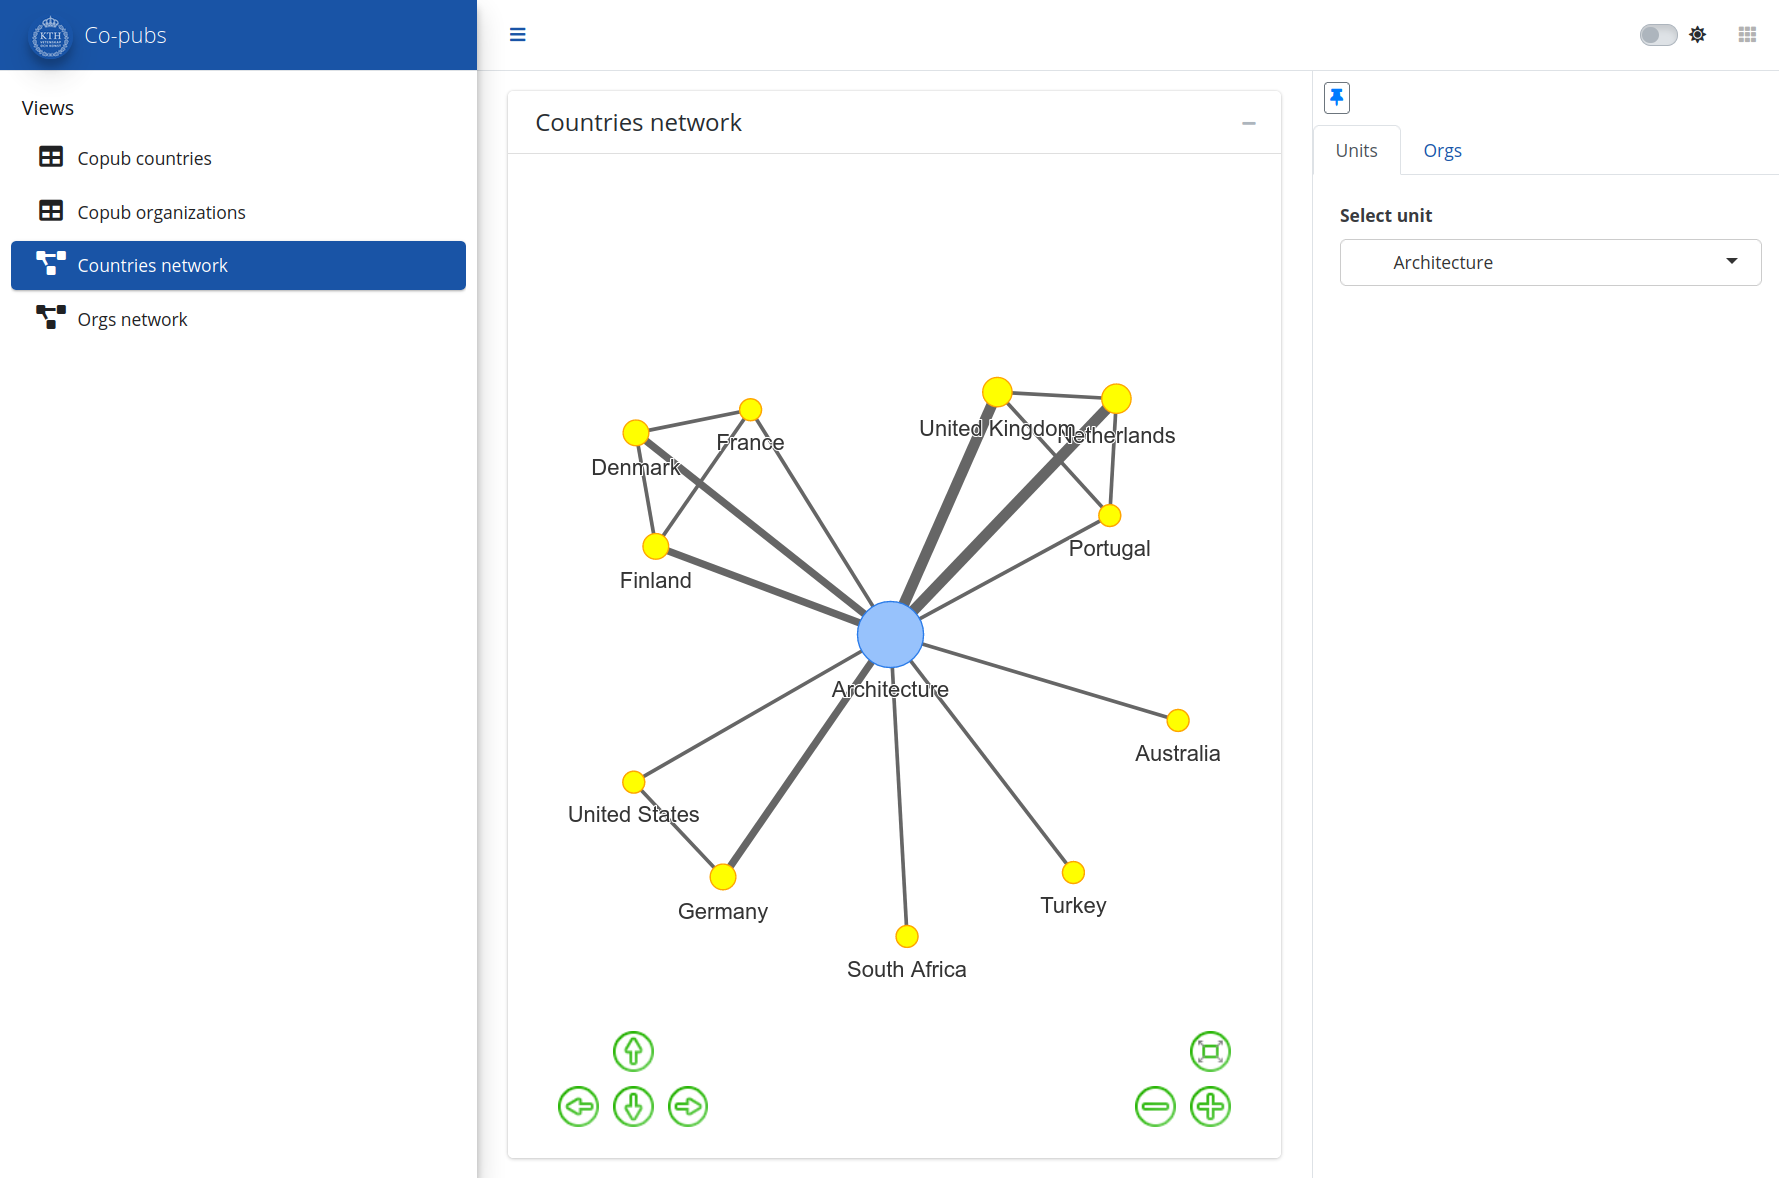 KTH
Co-pubs
Views
Copub countries
Copub organizations
Countries network
Orgs network
Countries network
Units
Orgs
Select unit
Architecture
United Kingdom
Netherlands
France
Denmark
Portugal
Finland
Architecture
Australia
United States
Turkey
Germany
South Africa